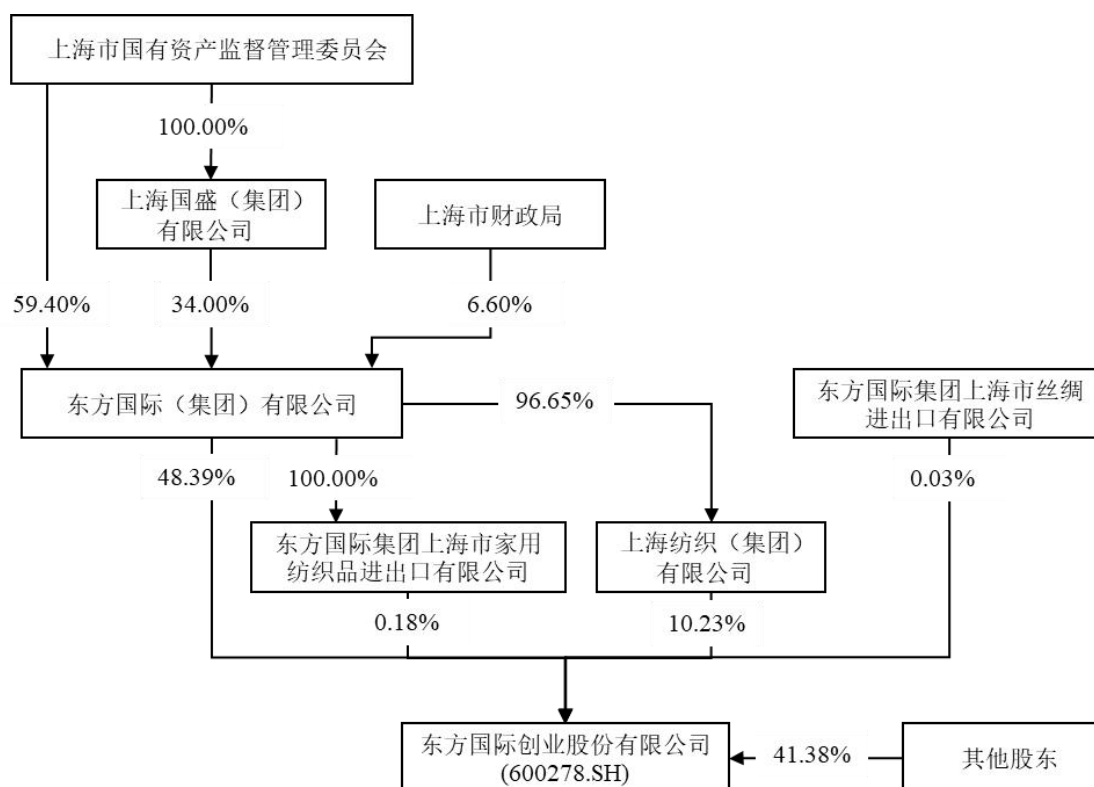 上海市国有资产监督管理委员会
100.00%
上海国盛（集团）
有限公司
上海市财政局
59.40%
34.00%
6.60%
东方国际（集团）有限公司
96.65%
东方国际集团上海市丝绸
进出口有限公司
48.39%
100.00%
0.03%
东方国际集团上海市家用
纺织品进出口有限公司
上海纺织（集团）
有限公司
0.18%
10.23%
东方国际创业股份有限公司
(600278.SH)
41.38%
其他股东